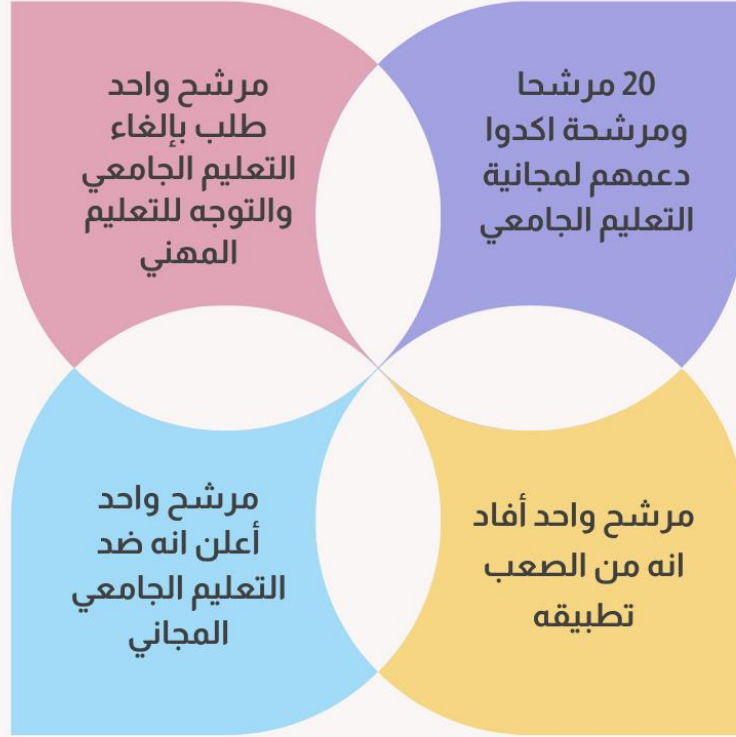 20 مرشحا
ومرشحة اكدوا
دعمهم لمجانية
التعليم الجامعي
مرشح واحد
طلب بإلغاء
التعليم الجامعي
والتوجه للتعليم
المهني
مرشح واحد أفاد
انه من الصعب
تطبيقه
مرشح واحد
أعلن انه ضد
التعليم الجامعي
المجاني